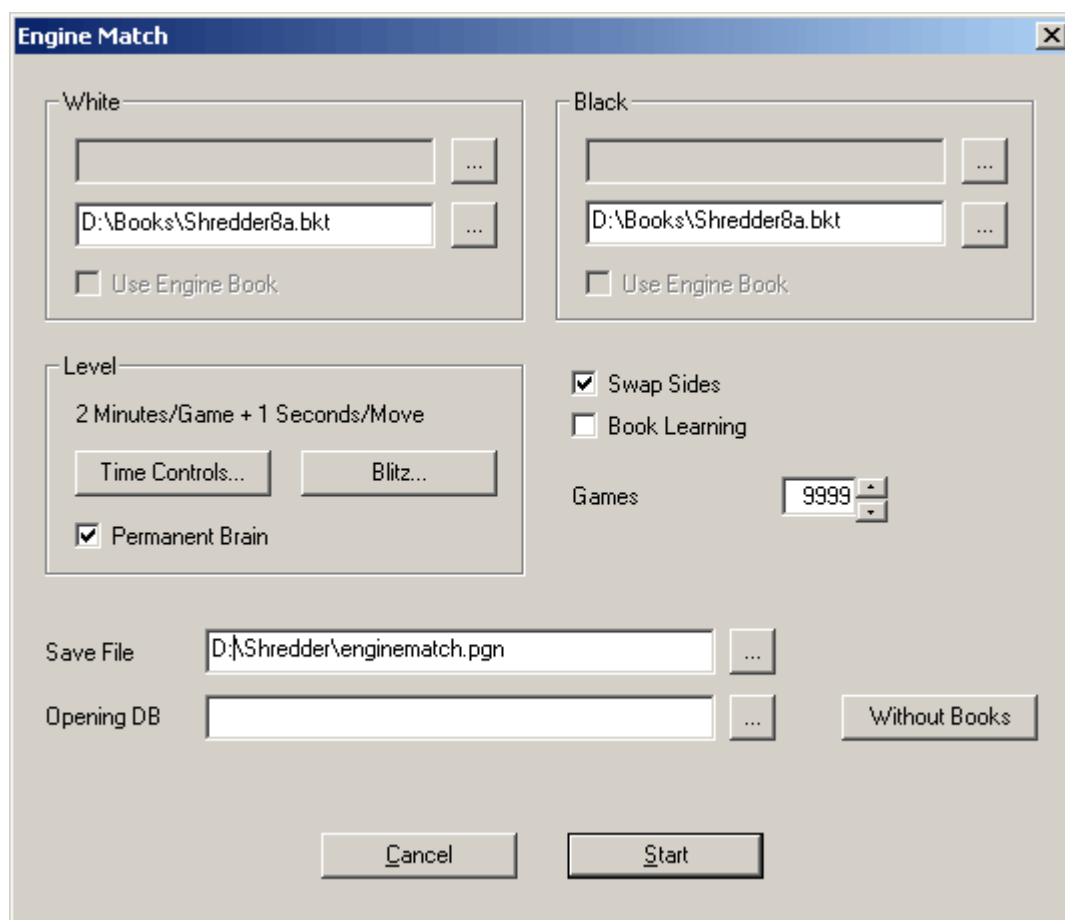 Engine Match
White
...
D:\Books\Shredder8a.bkt
...
Use Engine Book
Black
...
D:\Books\Shredder8a.bkt
...
Use Engine Book
Level
2 Minutes/Game + 1 Seconds/Move
Time Controls...
Blitz...
Permanent Brain
Swap Sides
Book Learning
Games
9999
Save File
D:\Shredder\enginematch.pgn
...
Opening DB
...
Without Books
Cancel
Start